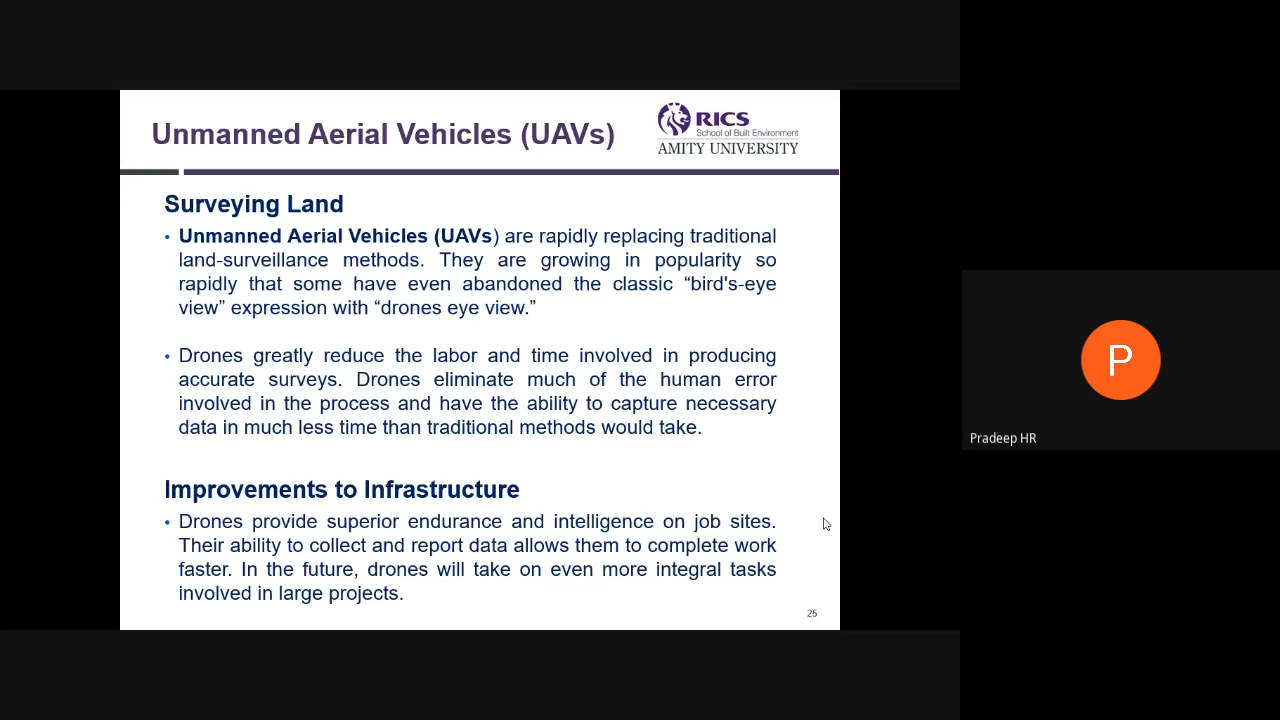 Unmanned Aerial Vehicles (UAVs)
RICS
School of Built Environment
AMITY UNIVERSITY
Surveying Land
• Unmanned Aerial Vehicles (UAVs) are rapidly replacing traditional
land-surveillance methods. They are growing in popularity so
rapidly that some have even abandoned the classic “bird's-eye
view” expression with “drones eye view.”
• Drones greatly reduce the labor and time involved in producing
accurate surveys. Drones eliminate much of the human error
involved in the process and have the ability to capture necessary
data in much less time than traditional methods would take.
Improvements to Infrastructure
• Drones provide superior endurance and intelligence on job sites.
Their ability to collect and report data allows them to complete work
faster. In the future, drones will take on even more integral tasks
involved in large projects.
25
P
Pradeep HR